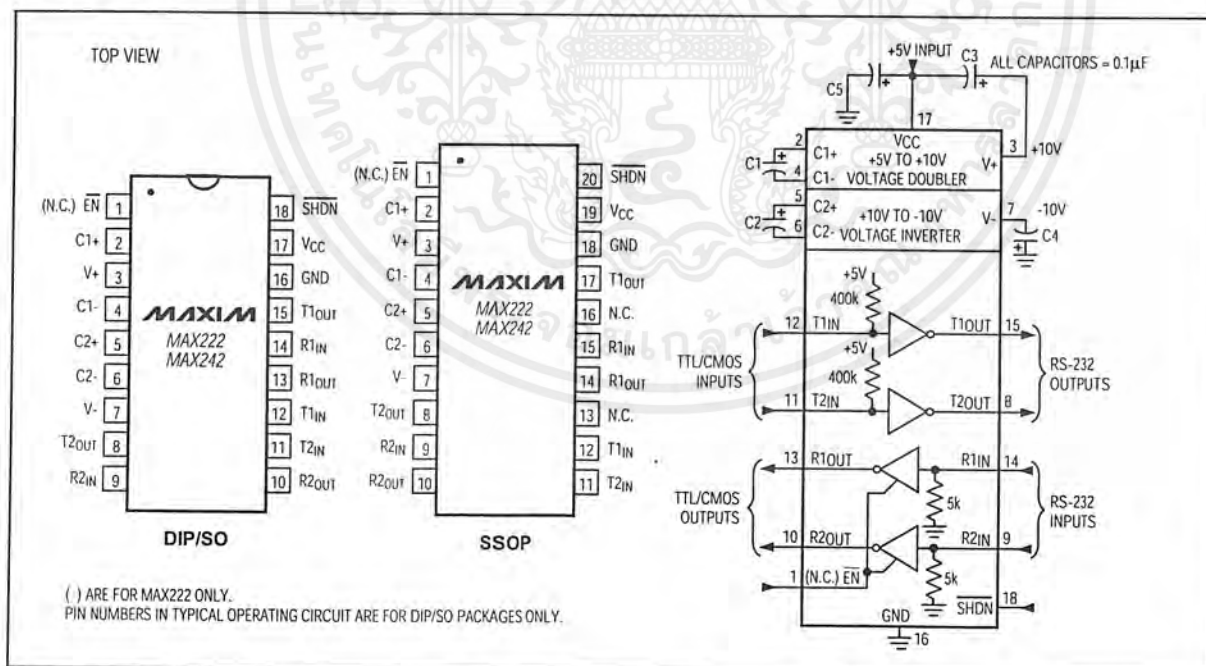 TOP VIEW
(N.C.) EN 1
C1+ 2
V+ 3
C1- 4
C2+ 5
C2- 6
V- 7
T2OUT 8
R2IN 9
18 SHDN
17 VCC
16 GND
15 T1OUT
14 R1IN
13 R1OUT
12 T1IN
11 T2IN
10 R2OUT
MAXIM
MAX222
MAX242
DIP/SO
(N.C.) EN 1
C1+ 2
V+ 3
C1- 4
C2+ 5
C2- 6
V- 7
T2OUT 8
R2IN 9
R2OUT 10
20 SHDN
19 VCC
18 GND
17 T1OUT
16 N.C.
15 R1IN
14 R1OUT
13 N.C.
12 T1IN
11 T2IN
MAXIM
MAX222
MAX242
SSOP
+5V INPUT
C3
ALL CAPACITORS = 0.1µF
C5
17
VCC
2
C1+
C1
4
C1-
+5V TO +10V
VOLTAGE DOUBLER
3
V+
+10V
5
C2+
C2
6
C2-
+10V TO -10V
VOLTAGE INVERTER
7
V-
-10V
C4
+5V
400k
12 T1IN
T1OUT 15
+5V
400k
TTL/CMOS
INPUTS
RS-232
OUTPUTS
11 T2IN
T2OUT 8
13 R1OUT
R1IN 14
5k
TTL/CMOS
OUTPUTS
RS-232
INPUTS
10 R2OUT
R2IN 9
5k
1 (N.C.) EN
SHDN 18
GND
16
( ) ARE FOR MAX222 ONLY.
PIN NUMBERS IN TYPICAL OPERATING CIRCUIT ARE FOR DIP/SO PACKAGES ONLY.